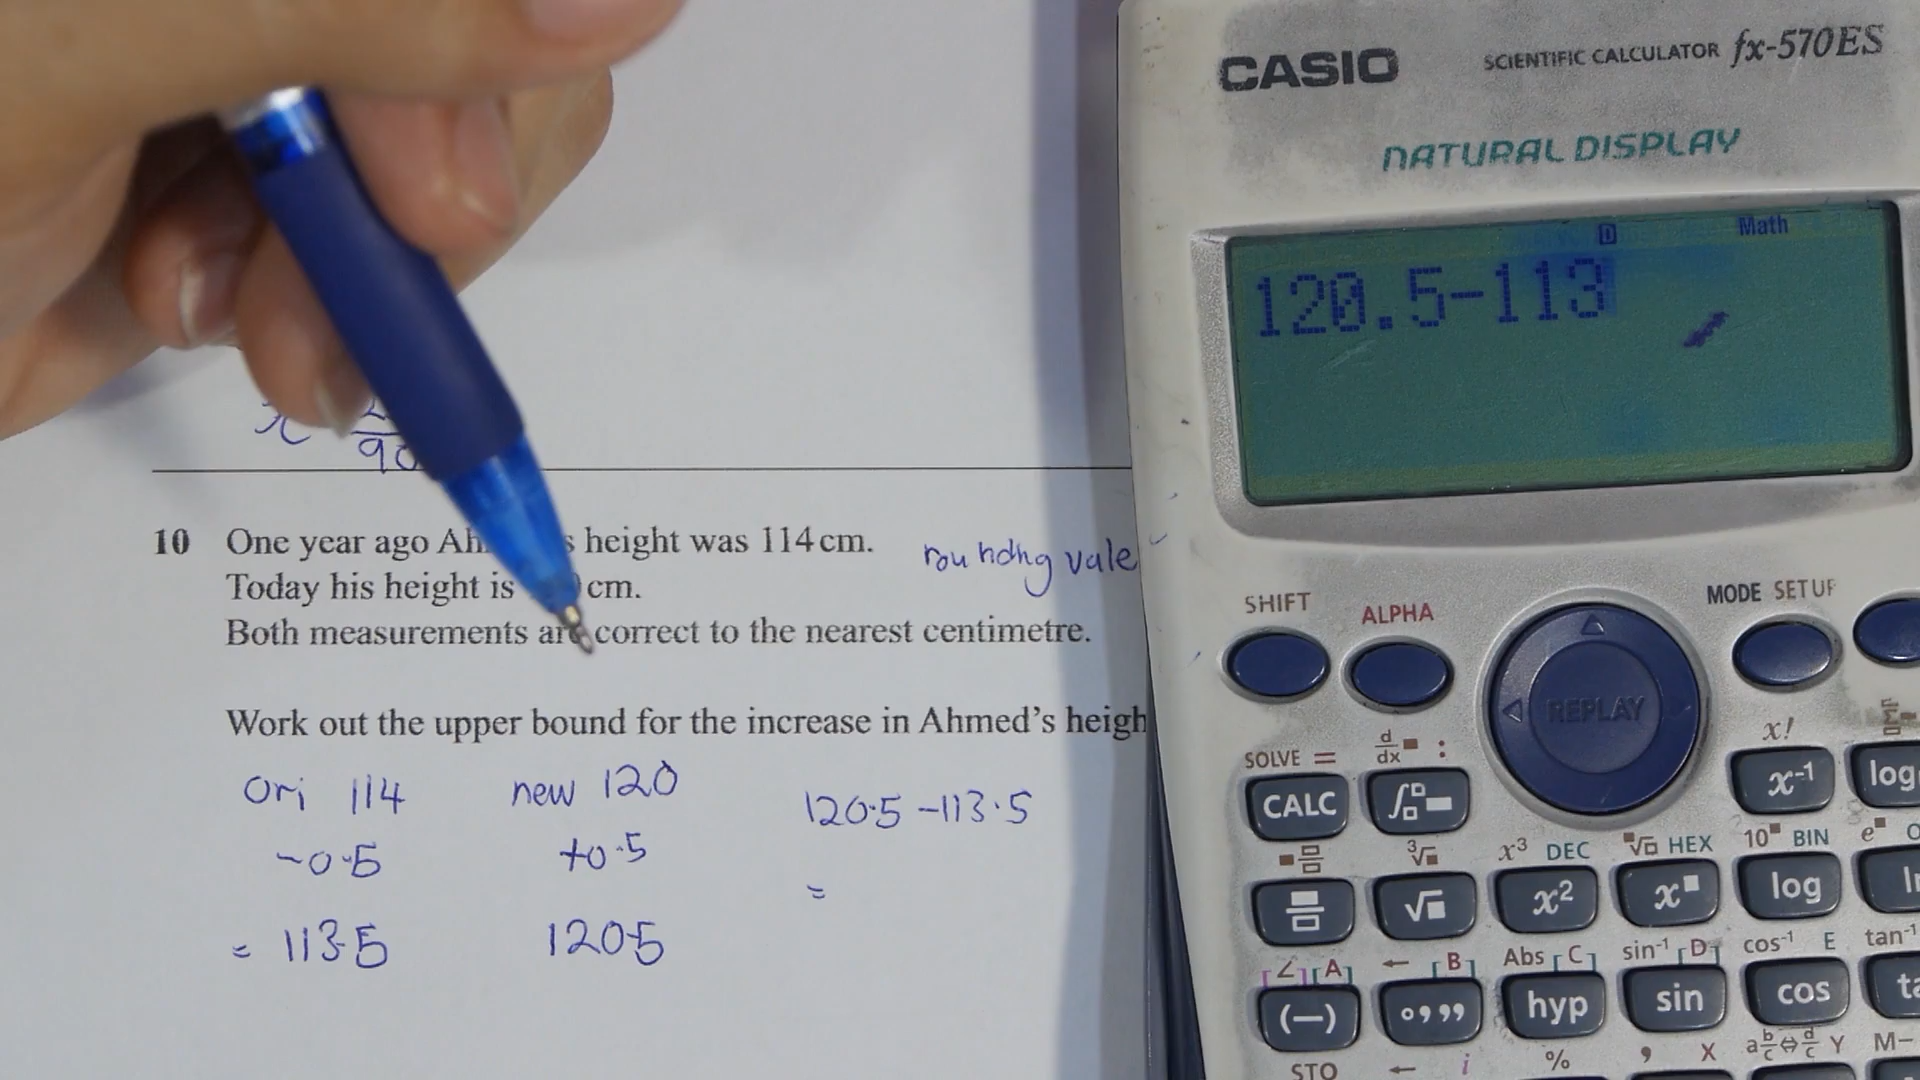 CASIO
SCIENTIFIC CALCULATOR fx-570ES
NATURAL DISPLAY
D Math
120.5-113
10 One year ago height was 114 cm.
Today his height is cm.
Both measurements are correct to the nearest centimetre.
rounding vale
Work out the upper bound for the increase in Ahmed's heigh
Ori 114 new 120
-0.5 +0.5
= 113.5 120.5
120.5 - 113.5
=
SHIFT ALPHA MODE SETUP
REPLAY
SOLVE = d/dx :
x!
CALC x⁻¹ log
x³ DEC HEX 10 BIN e
x² log
Abs C sin⁻¹ D cos⁻¹ E tan⁻¹
∠ A ← B
(–) hyp sin cos
STO ← i % , X a b/c⇔d/c Y M−